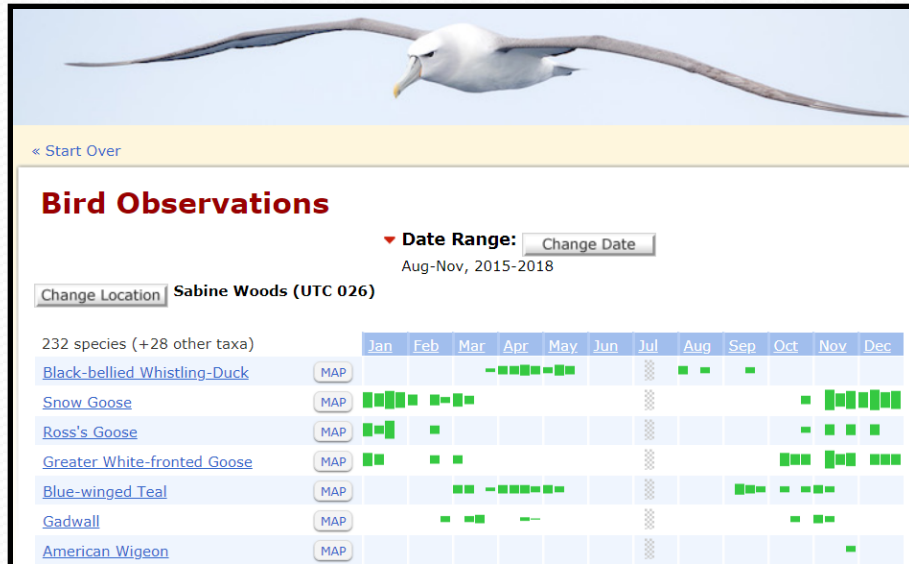 « Start Over
Bird Observations
Date Range: Change Date
Aug-Nov, 2015-2018
Change Location Sabine Woods (UTC 026)
232 species (+28 other taxa) Jan Feb Mar Apr May Jun Jul Aug Sep Oct Nov Dec
Black-bellied Whistling-Duck MAP
Snow Goose MAP
Ross's Goose MAP
Greater White-fronted Goose MAP
Blue-winged Teal MAP
Gadwall MAP
American Wigeon MAP